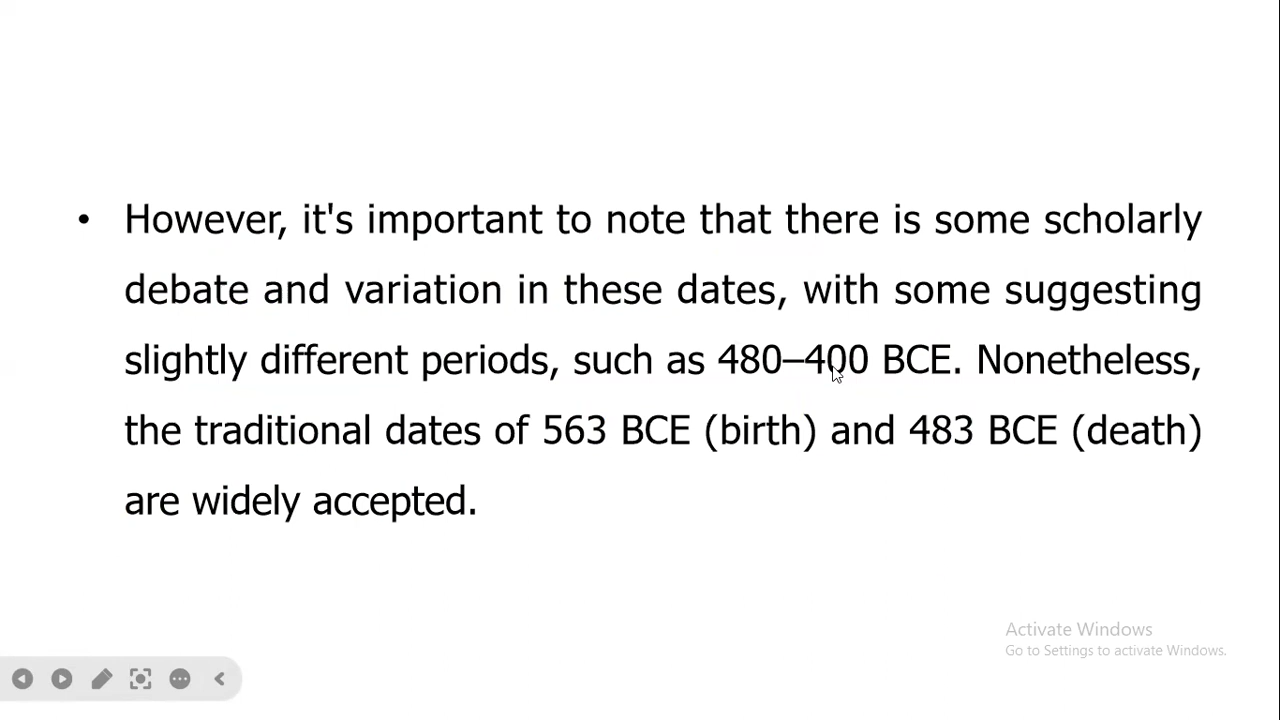 • However, it's important to note that there is some scholarly
debate and variation in these dates, with some suggesting
slightly different periods, such as 480–400 BCE. Nonetheless,
the traditional dates of 563 BCE (birth) and 483 BCE (death)
are widely accepted.
Activate Windows
Go to Settings to activate Windows.